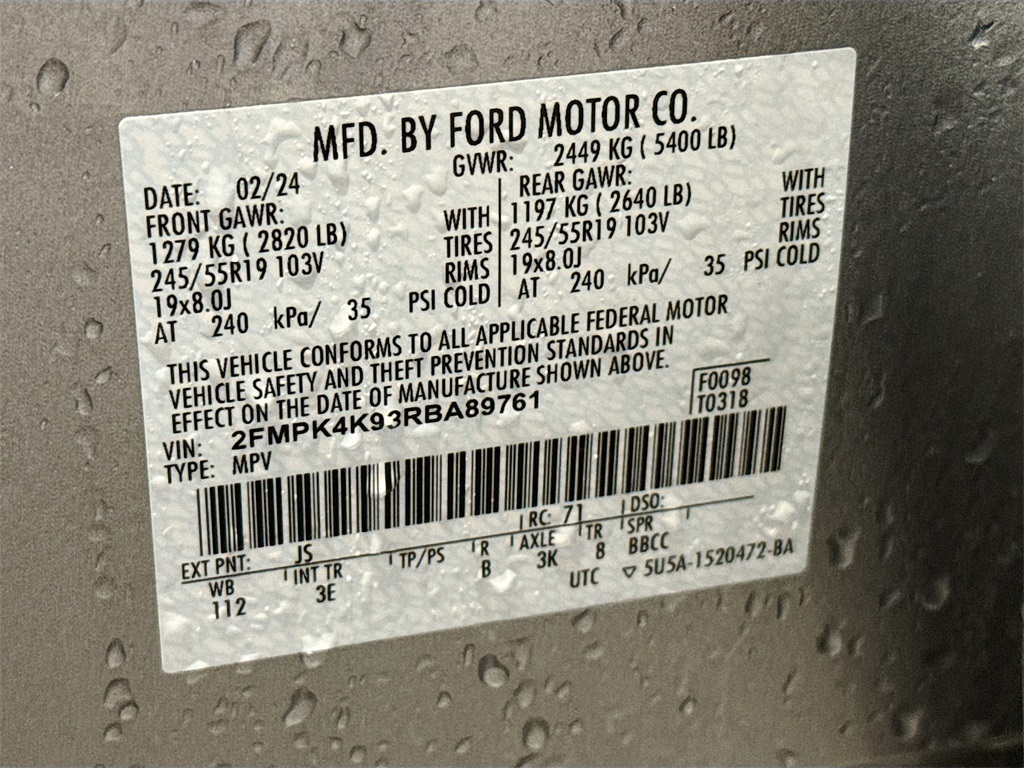 MFD. BY FORD MOTOR CO.
DATE: 02/24
GVWR: 2449 KG ( 5400 LB)
FRONT GAWR:
1279 KG ( 2820 LB) WITH
245/55R19 103V TIRES
19x8.0J RIMS
AT 240 kPa/ 35 PSI COLD
REAR GAWR:
1197 KG ( 2640 LB) WITH
245/55R19 103V TIRES
19x8.0J RIMS
AT 240 kPa/ 35 PSI COLD
THIS VEHICLE CONFORMS TO ALL APPLICABLE FEDERAL MOTOR
VEHICLE SAFETY AND THEFT PREVENTION STANDARDS IN
EFFECT ON THE DATE OF MANUFACTURE SHOWN ABOVE.
VIN: 2FMPK4K93RBA89761
TYPE: MPV
F0098
T0318
EXT PNT: JS RC: 71 DSO:
WB INT TR TP/PS R AXLE TR SPR
112 3E B 3K 8 BBCC
UTC ▽ 5U5A-1520472-BA